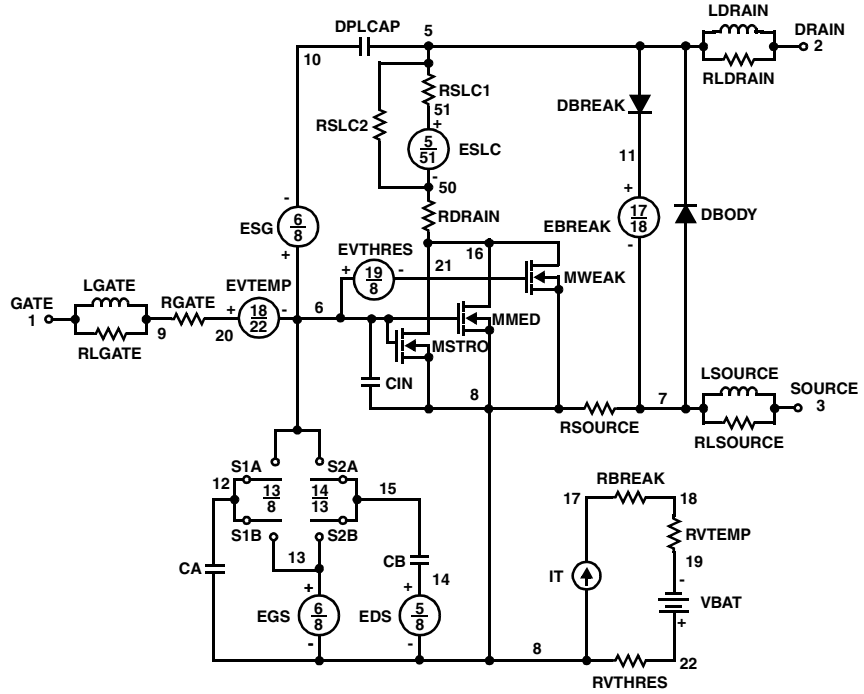 LDRAIN
DPLCAP 5 DRAIN
10 2
RLDRAIN
RSLC1
DBREAK
51
+
RSLC2
5
51
ESLC
11
-
50
- +
ESG
6
8
RDRAIN
EBREAK
17
18
DBODY
+
-
EVTHRES
16
+ 19
8
- 21
MWEAK
LGATE
EVTEMP
GATE
1
RGATE
+ 18
22
- 6
MMED
9 20
RLGATE
MSTRO
CIN
8
7
LSOURCE
SOURCE
3
RSOURCE
RLSOURCE
S1A S2A
12
13
8
14
13
15
S1B S2B
13
CA
CB
+
+ 14
EGS
6
8
EDS
5
8
-
-
RBREAK
17 18
RVTEMP
19
IT
-
VBAT
+
8
22
RVTHRES